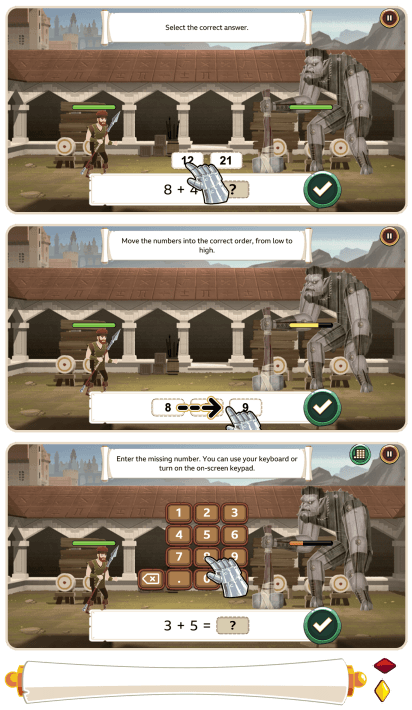 Select the correct answer.
12 21
8 + 4 ?
Move the numbers into the correct order, from low to
high.
8 9
Enter the missing number. You can use your keyboard or
turn on the on-screen keypad.
1 2 3
4 5 6
7 8 9
.
3 + 5 = ?